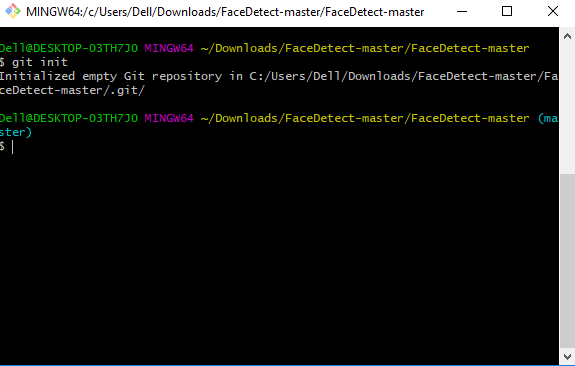 MINGW64:/c/Users/Dell/Downloads/FaceDetect-master/FaceDetect-master
Dell@DESKTOP-O3TH7JO MINGW64 ~/Downloads/FaceDetect-master/FaceDetect-master
$ git init
Initialized empty Git repository in C:/Users/Dell/Downloads/FaceDetect-master/Fa
ceDetect-master/.git/
Dell@DESKTOP-O3TH7JO MINGW64 ~/Downloads/FaceDetect-master/FaceDetect-master (ma
ster)
$